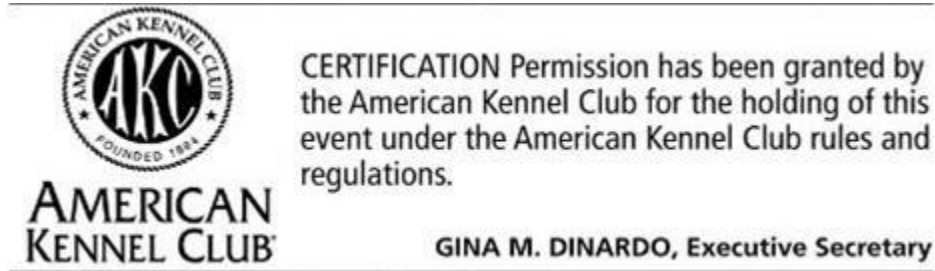 AMERICAN KENNEL CLUB
AKC
FOUNDED 1884
AMERICAN
KENNEL CLUB
CERTIFICATION Permission has been granted by
the American Kennel Club for the holding of this
event under the American Kennel Club rules and
regulations.
GINA M. DINARDO, Executive Secretary